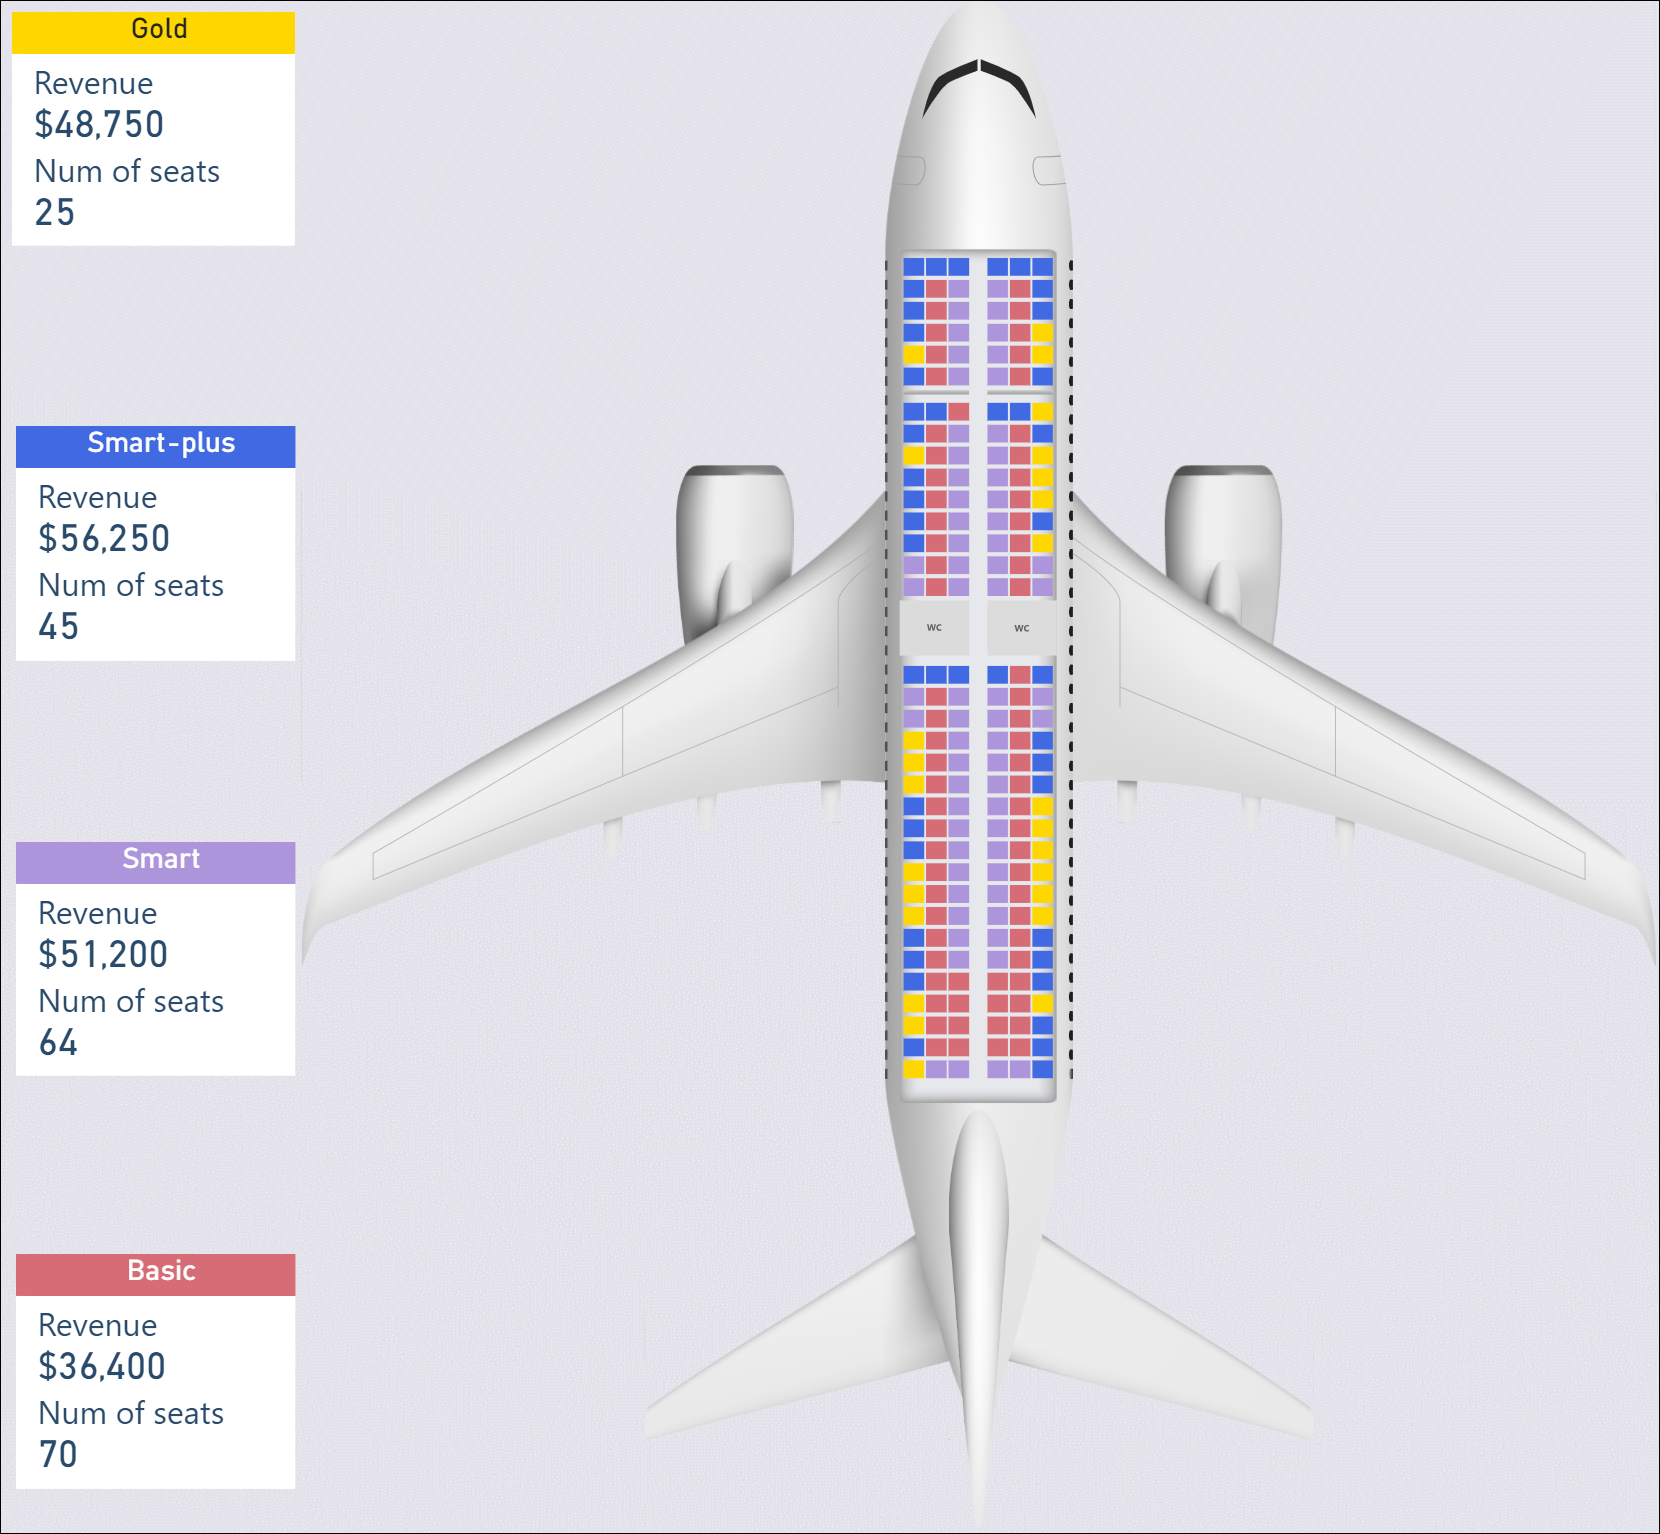 Gold
Revenue
$48,750
Num of seats
25
Smart-plus
Revenue
$56,250
Num of seats
45
WC WC
Smart
Revenue
$51,200
Num of seats
64
Basic
Revenue
$36,400
Num of seats
70